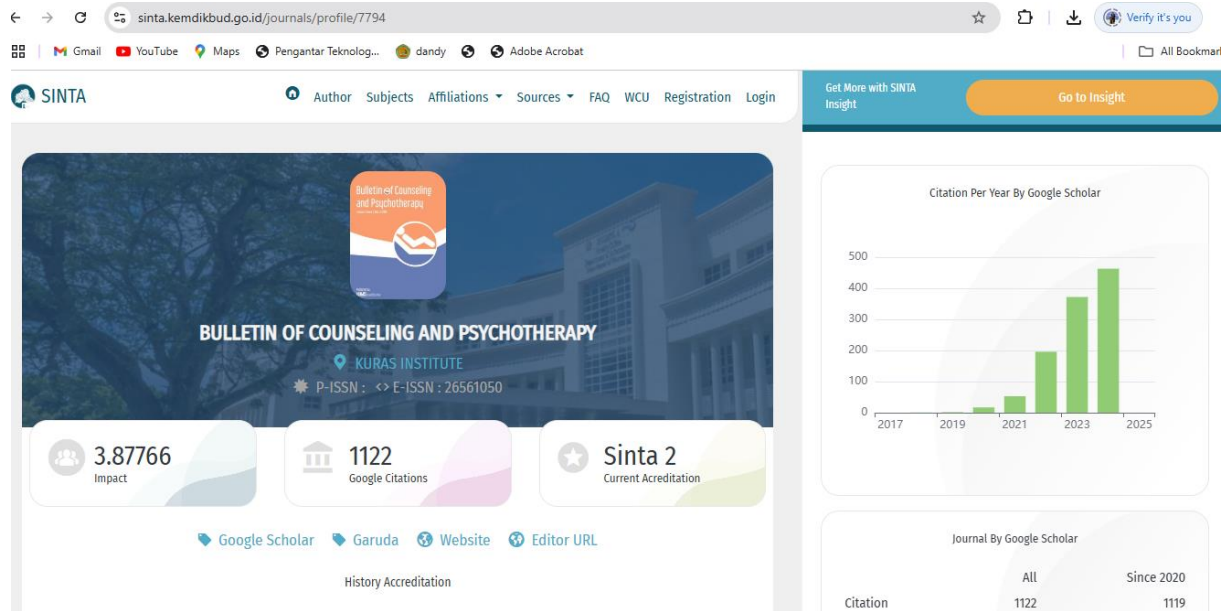 sinta.kemdikbud.go.id/journals/profile/7794
Verify it's you
Gmail YouTube Maps Pengantar Teknolog... dandy Adobe Acrobat
All Bookmar
SINTA
Author Subjects Affiliations Sources FAQ WCU Registration Login
Get More with SINTA
Insight
Go to Insight
Bulletin of Counseling
and Psychotherapy
BULLETIN OF COUNSELING AND PSYCHOTHERAPY
KURAS INSTITUTE
P-ISSN : <> E-ISSN : 26561050
3.87766
Impact
1122
Google Citations
Sinta 2
Current Acreditation
Google Scholar Garuda Website Editor URL
History Accreditation
Citation Per Year By Google Scholar
500
400
300
200
100
0
2017 2019 2021 2023 2025
Journal By Google Scholar
All Since 2020
Citation 1122 1119